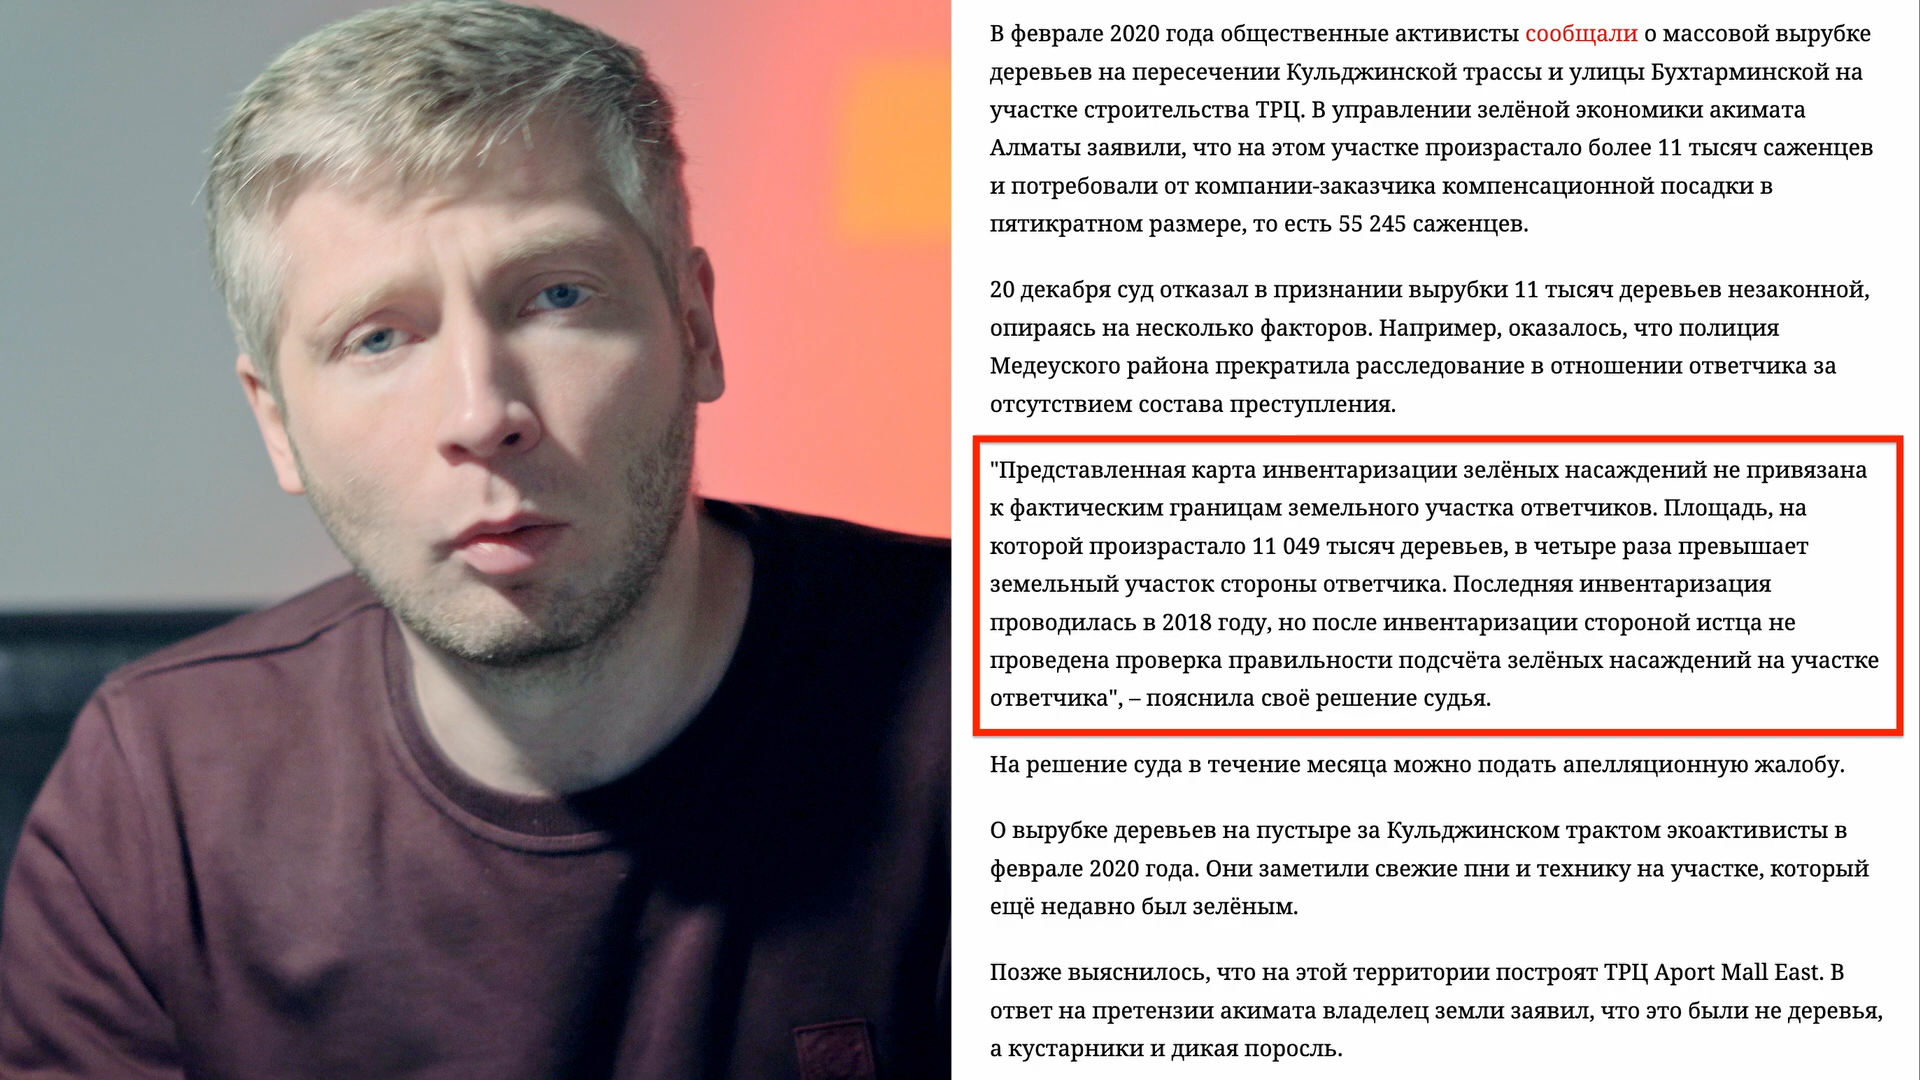 В феврале 2020 года общественные активисты сообщали о массовой вырубке
деревьев на пересечении Кульджинской трассы и улицы Бухтарминской на
участке строительства ТРЦ. В управлении зелёной экономики акимата
Алматы заявили, что на этом участке произрастало более 11 тысяч саженцев
и потребовали от компании-заказчика компенсационной посадки в
пятикратном размере, то есть 55 245 саженцев.
20 декабря суд отказал в признании вырубки 11 тысяч деревьев незаконной,
опираясь на несколько факторов. Например, оказалось, что полиция
Медеуского района прекратила расследование в отношении ответчика за
отсутствием состава преступления.
"Представленная карта инвентаризации зелёных насаждений не привязана
к фактическим границам земельного участка ответчиков. Площадь, на
которой произрастало 11 049 тысяч деревьев, в четыре раза превышает
земельный участок стороны ответчика. Последняя инвентаризация
проводилась в 2018 году, но после инвентаризации стороной истца не
проведена проверка правильности подсчёта зелёных насаждений на участке
ответчика", – пояснила своё решение судья.
На решение суда в течение месяца можно подать апелляционную жалобу.
О вырубке деревьев на пустыре за Кульджинском трактом экоактивисты в
феврале 2020 года. Они заметили свежие пни и технику на участке, который
ещё недавно был зелёным.
Позже выяснилось, что на этой территории построят ТРЦ Aport Mall East. В
ответ на претензии акимата владелец земли заявил, что это были не деревья,
а кустарники и дикая поросль.